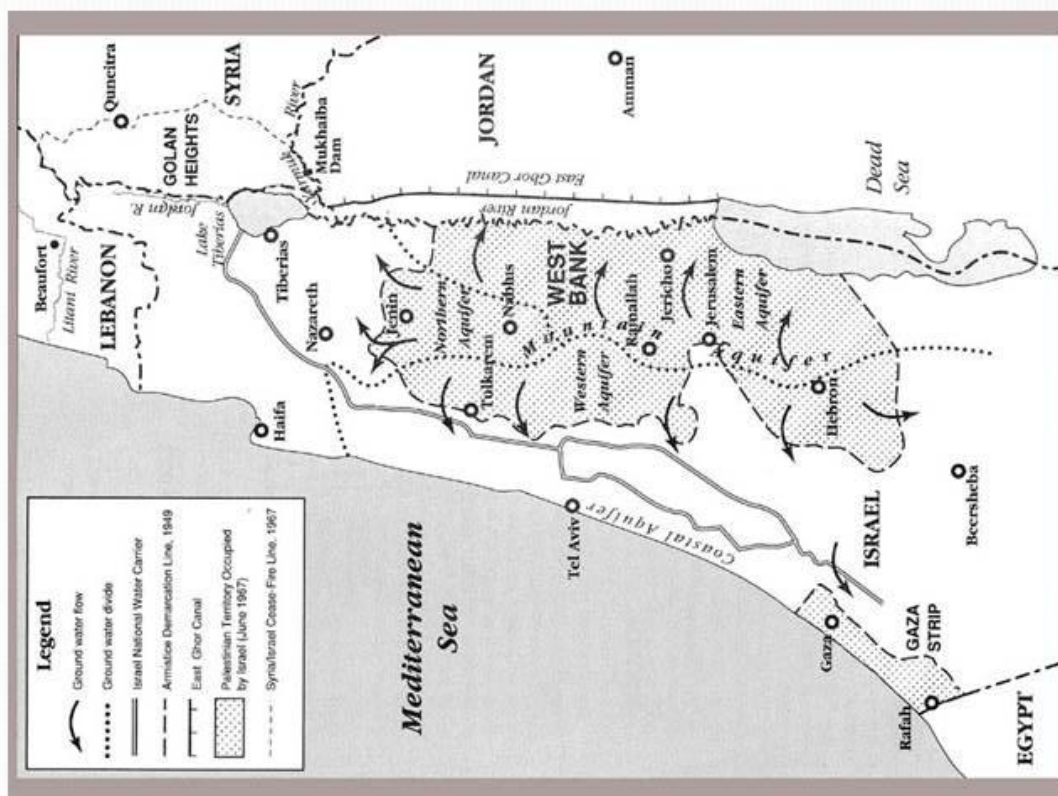 Legend
Ground water flow
Ground water divide
Israel National Water Carrier
Armistice Demarcation Line, 1949
East Ghor Canal
Palestinian Territory Occupied
by Israel (June 1967)
Syria/Israel Cease-Fire Line, 1967
Mediterranean
Sea
LEBANON
Beaufort
Litani River
Quneitra
SYRIA
GOLAN
HEIGHTS
Jordan R.
Lake
Tiberias
Tiberias
Yarmuk River
Mukhaiba
Dam
Haifa
Nazareth
JORDAN
Amman
East Ghor Canal
Jordan River
Jenin
Northern
Aquifer
Tulkarem
Nablus
WEST
BANK
Western
Aquifer
Mountain Aquifer
Ramallah
Jericho
Jerusalem
Eastern
Aquifer
Hebron
Dead
Sea
Tel Aviv
Coastal Aquifer
ISRAEL
Beersheba
Gaza
GAZA
STRIP
Rafah
EGYPT